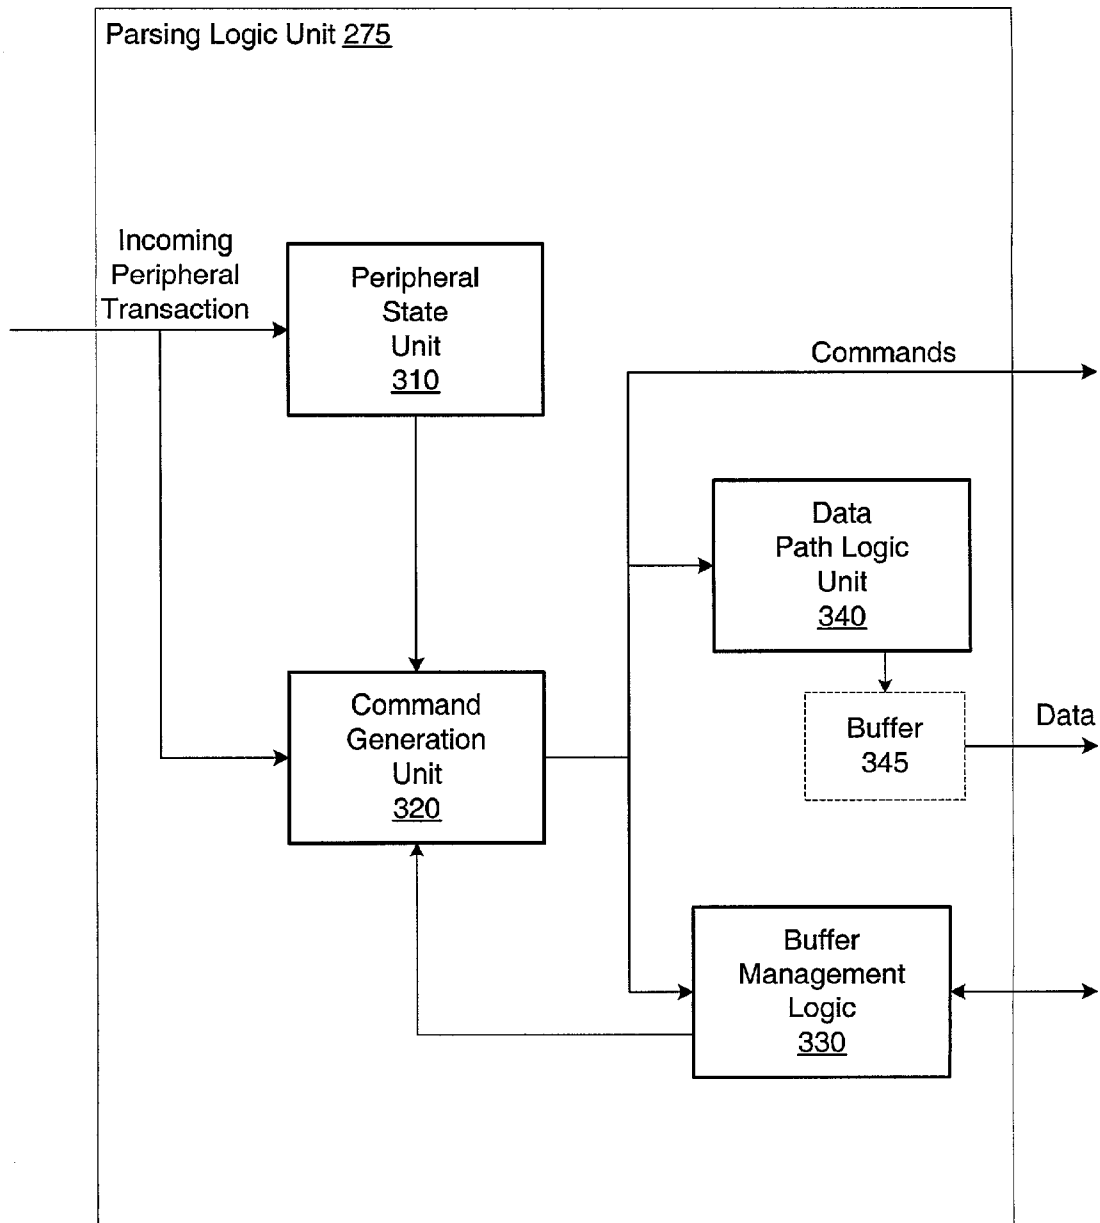 Parsing Logic Unit 275
Incoming
Peripheral
Transaction
Peripheral
State
Unit
310
Commands
Data
Path Logic
Unit
340
Command
Generation
Unit
320
Buffer
345
Data
Buffer
Management
Logic
330